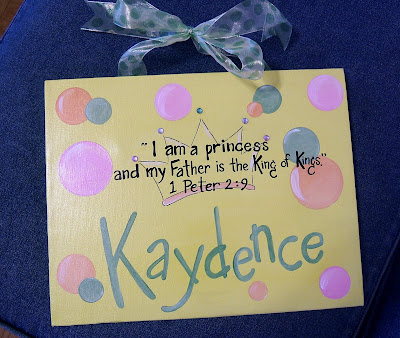 "I am a princess
and my Father is the King of Kings."
1 Peter 2:9
Kaydence